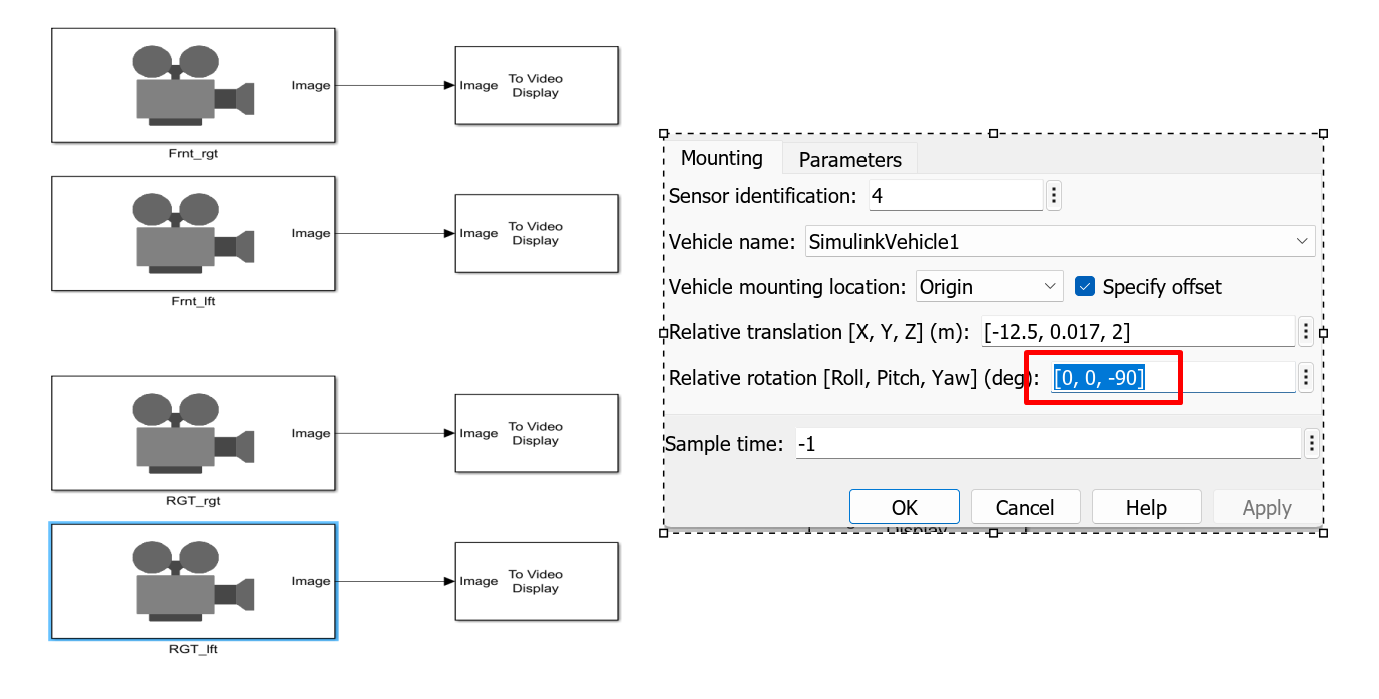 Image
Image
To Video
Display
Frnt_rgt
Image
Image
To Video
Display
Frnt_lft
Image
Image
To Video
Display
RGT_rgt
Image
Image
To Video
Display
RGT_lft
Mounting
Parameters
Sensor identification: 4
Vehicle name: SimulinkVehicle1
Vehicle mounting location: Origin
Specify offset
Relative translation [X, Y, Z] (m): [-12.5, 0.017, 2]
Relative rotation [Roll, Pitch, Yaw] (deg): [0, 0, -90]
Sample time: -1
OK
Cancel
Help
Apply
Display